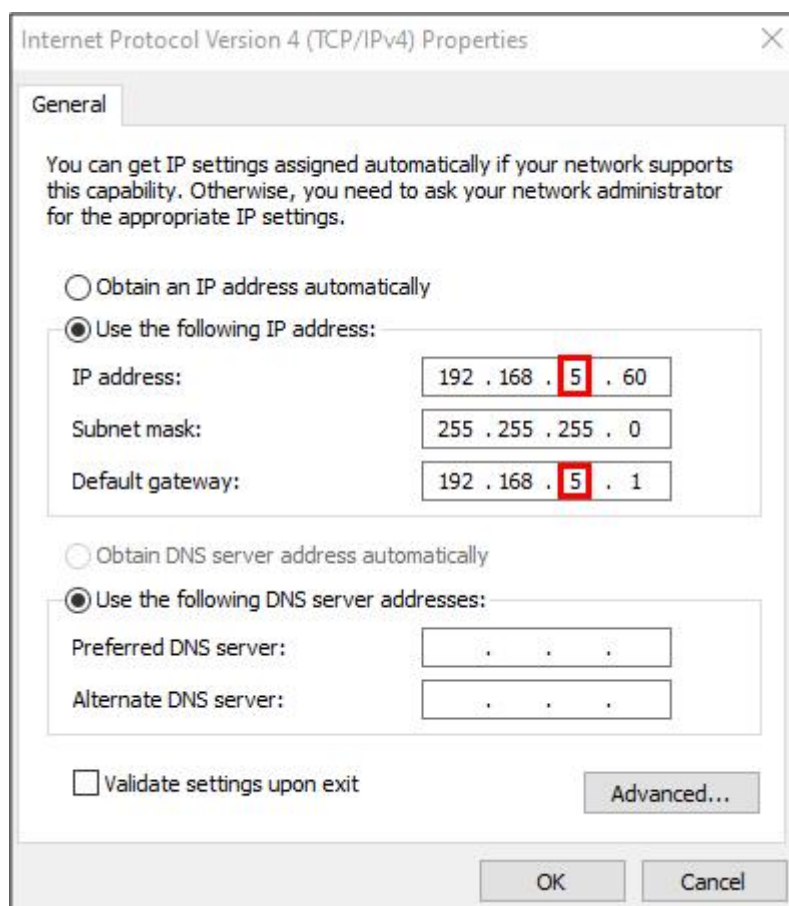 Internet Protocol Version 4 (TCP/IPv4) Properties
General
You can get IP settings assigned automatically if your network supports
this capability. Otherwise, you need to ask your network administrator
for the appropriate IP settings.
Obtain an IP address automatically
Use the following IP address:
IP address: 192 . 168 . 5 . 60
Subnet mask: 255 . 255 . 255 . 0
Default gateway: 192 . 168 . 5 . 1
Obtain DNS server address automatically
Use the following DNS server addresses:
Preferred DNS server: . . .
Alternate DNS server: . . .
Validate settings upon exit
Advanced...
OK Cancel